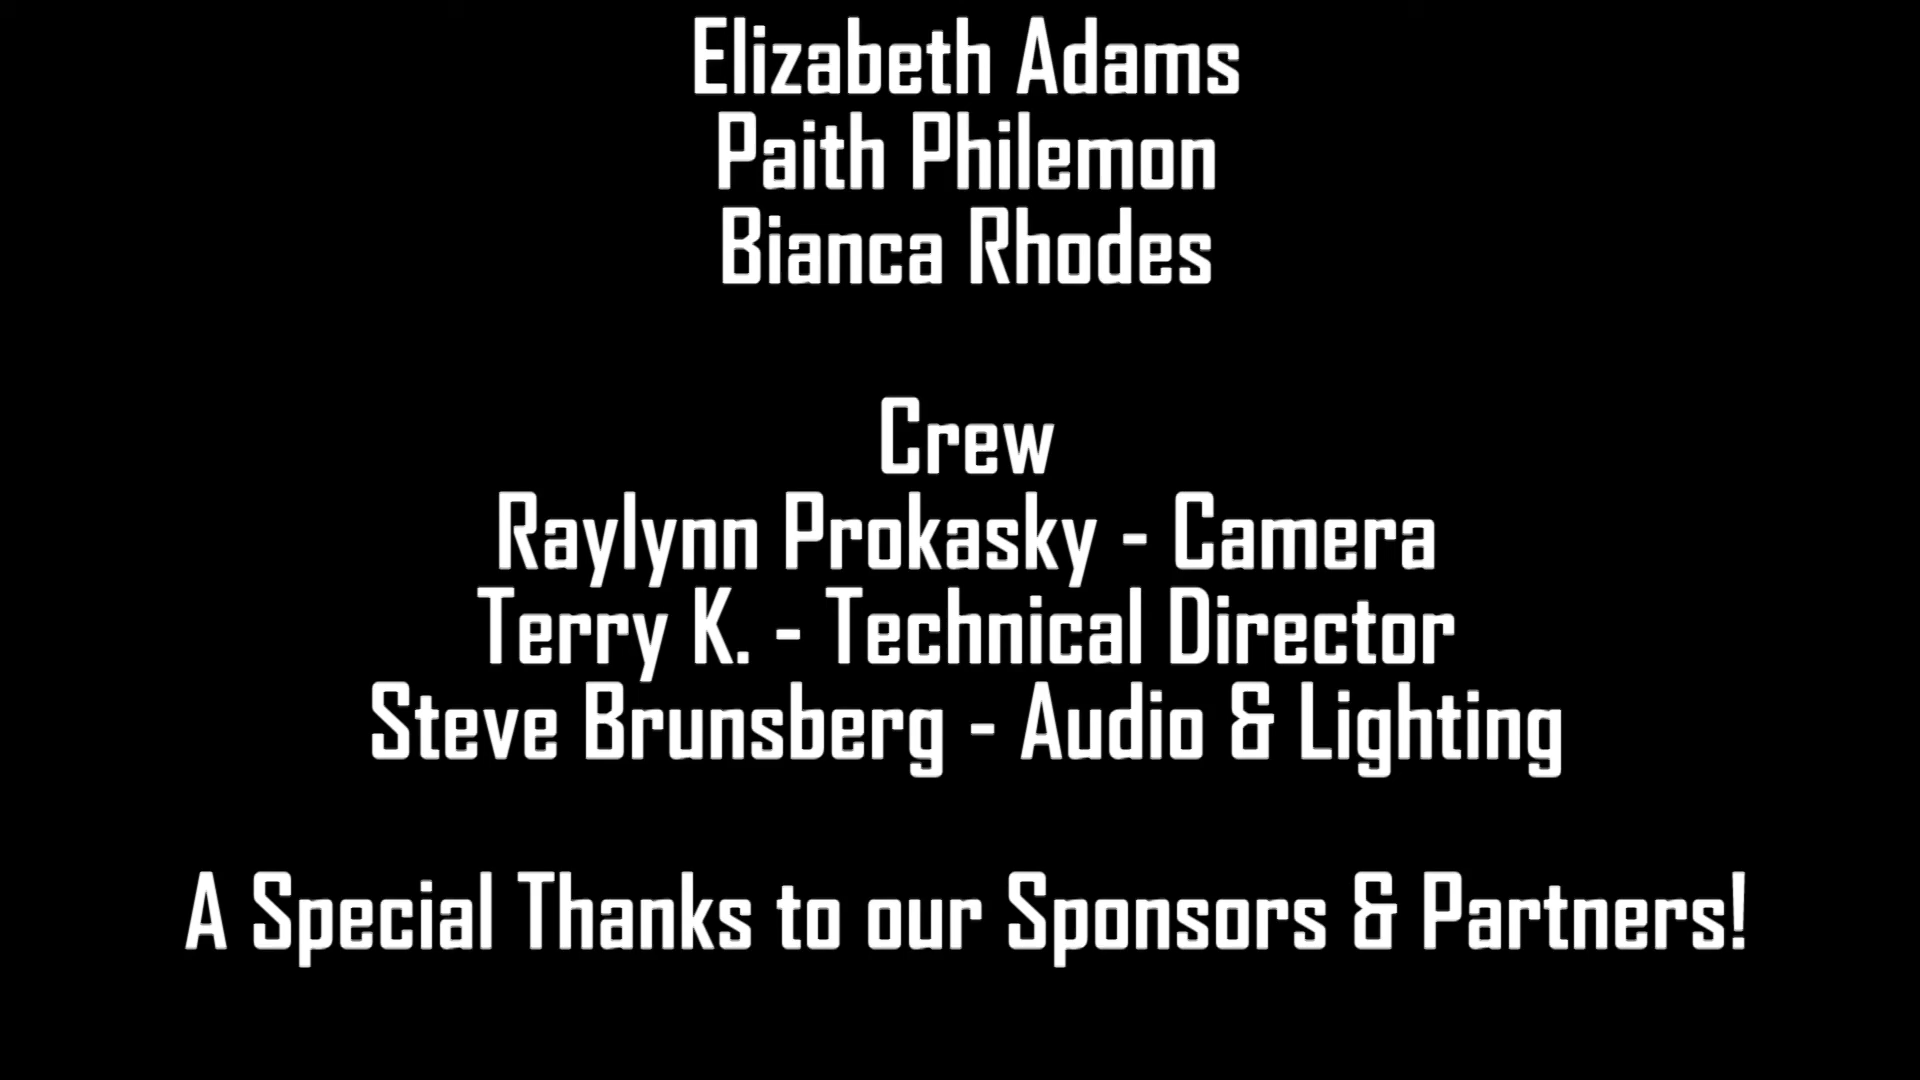 Elizabeth Adams
Paith Philemon
Bianca Rhodes
Crew
Raylynn Prokasky - Camera
Terry K. - Technical Director
Steve Brunsberg - Audio & Lighting
A Special Thanks to our Sponsors & Partners!